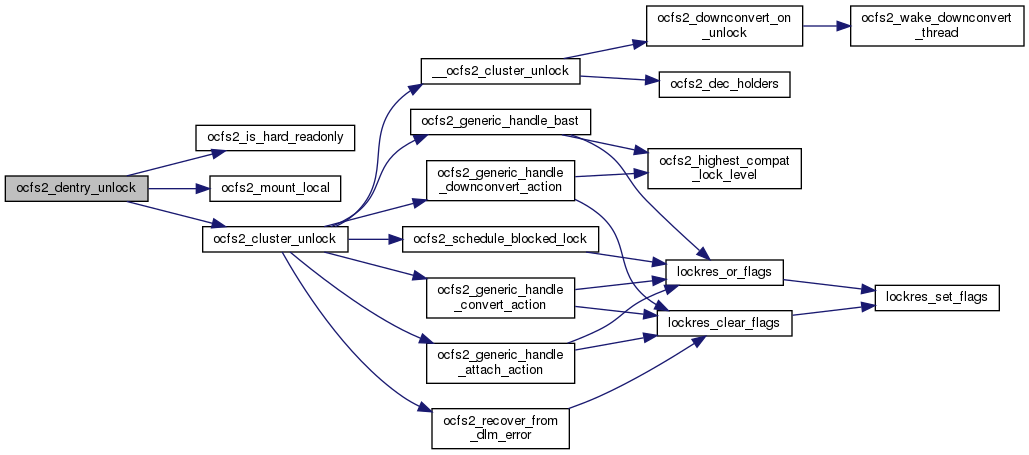 ocfs2_dentry_unlock
ocfs2_is_hard_readonly
ocfs2_mount_local
ocfs2_cluster_unlock
__ocfs2_cluster_unlock
ocfs2_generic_handle_bast
ocfs2_generic_handle
_downconvert_action
ocfs2_schedule_blocked_lock
ocfs2_generic_handle
_convert_action
ocfs2_generic_handle
_attach_action
ocfs2_recover_from
_dlm_error
ocfs2_downconvert_on
_unlock
ocfs2_dec_holders
ocfs2_highest_compat
_lock_level
lockres_or_flags
lockres_clear_flags
ocfs2_wake_downconvert
_thread
lockres_set_flags